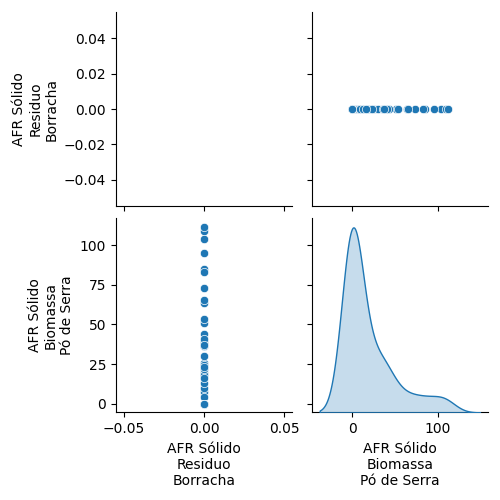 0.04
0.02
0.00
−0.02
−0.04
AFR Sólido
Residuo
Borracha
100
75
50
25
0
AFR Sólido
Biomassa
Pó de Serra
−0.05
0.00
0.05
AFR Sólido
Residuo
Borracha
0
100
AFR Sólido
Biomassa
Pó de Serra